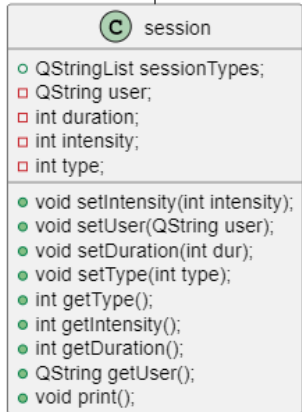 C session
QStringList sessionTypes;
QString user;
int duration;
int intensity;
int type;
void setIntensity(int intensity);
void setUser(QString user);
void setDuration(int dur);
void setType(int type);
int getType();
int getIntensity();
int getDuration();
QString getUser();
void print();